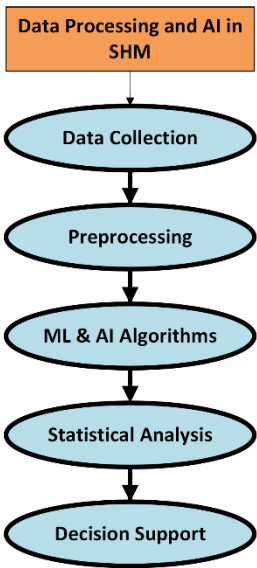 Data Processing and AI in
SHM
Data Collection
Preprocessing
ML & AI Algorithms
Statistical Analysis
Decision Support